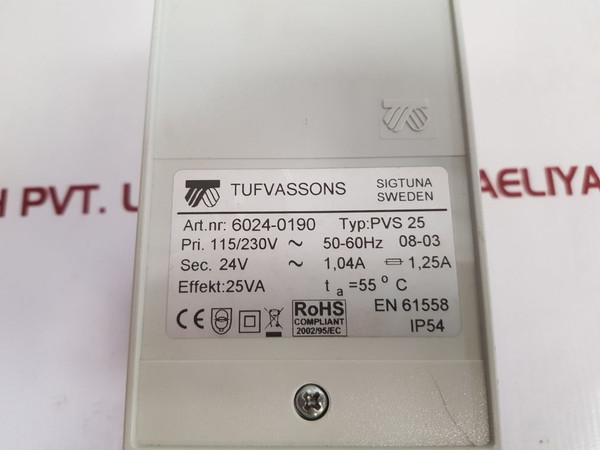 TUFVASSONS SIGTUNA SWEDEN
Art.nr: 6024-0190 Typ:PVS 25
Pri. 115/230V ~ 50-60Hz 08-03
Sec. 24V ~ 1,04A 1,25A
Effekt:25VA ta =55° C
EN 61558
CE RoHS COMPLIANT 2002/95/EC IP54
H PVT. AELIYA